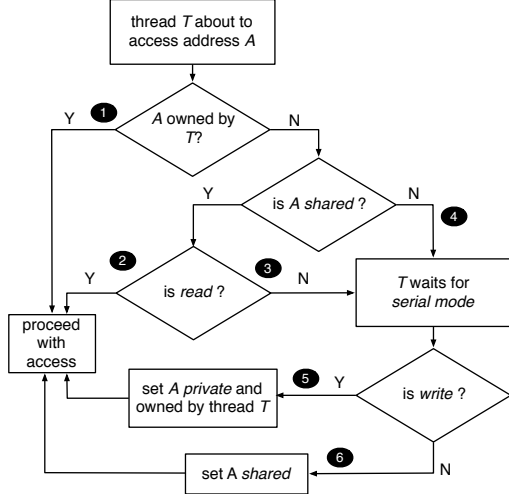 thread T about to
access address A
1
Y
A owned by
T?
N
Y
is A shared ?
N
4
2
3
Y
is read ?
N
T waits for
serial mode
proceed
with
access
set A private and
owned by thread T
5
Y
is write ?
6
N
set A shared